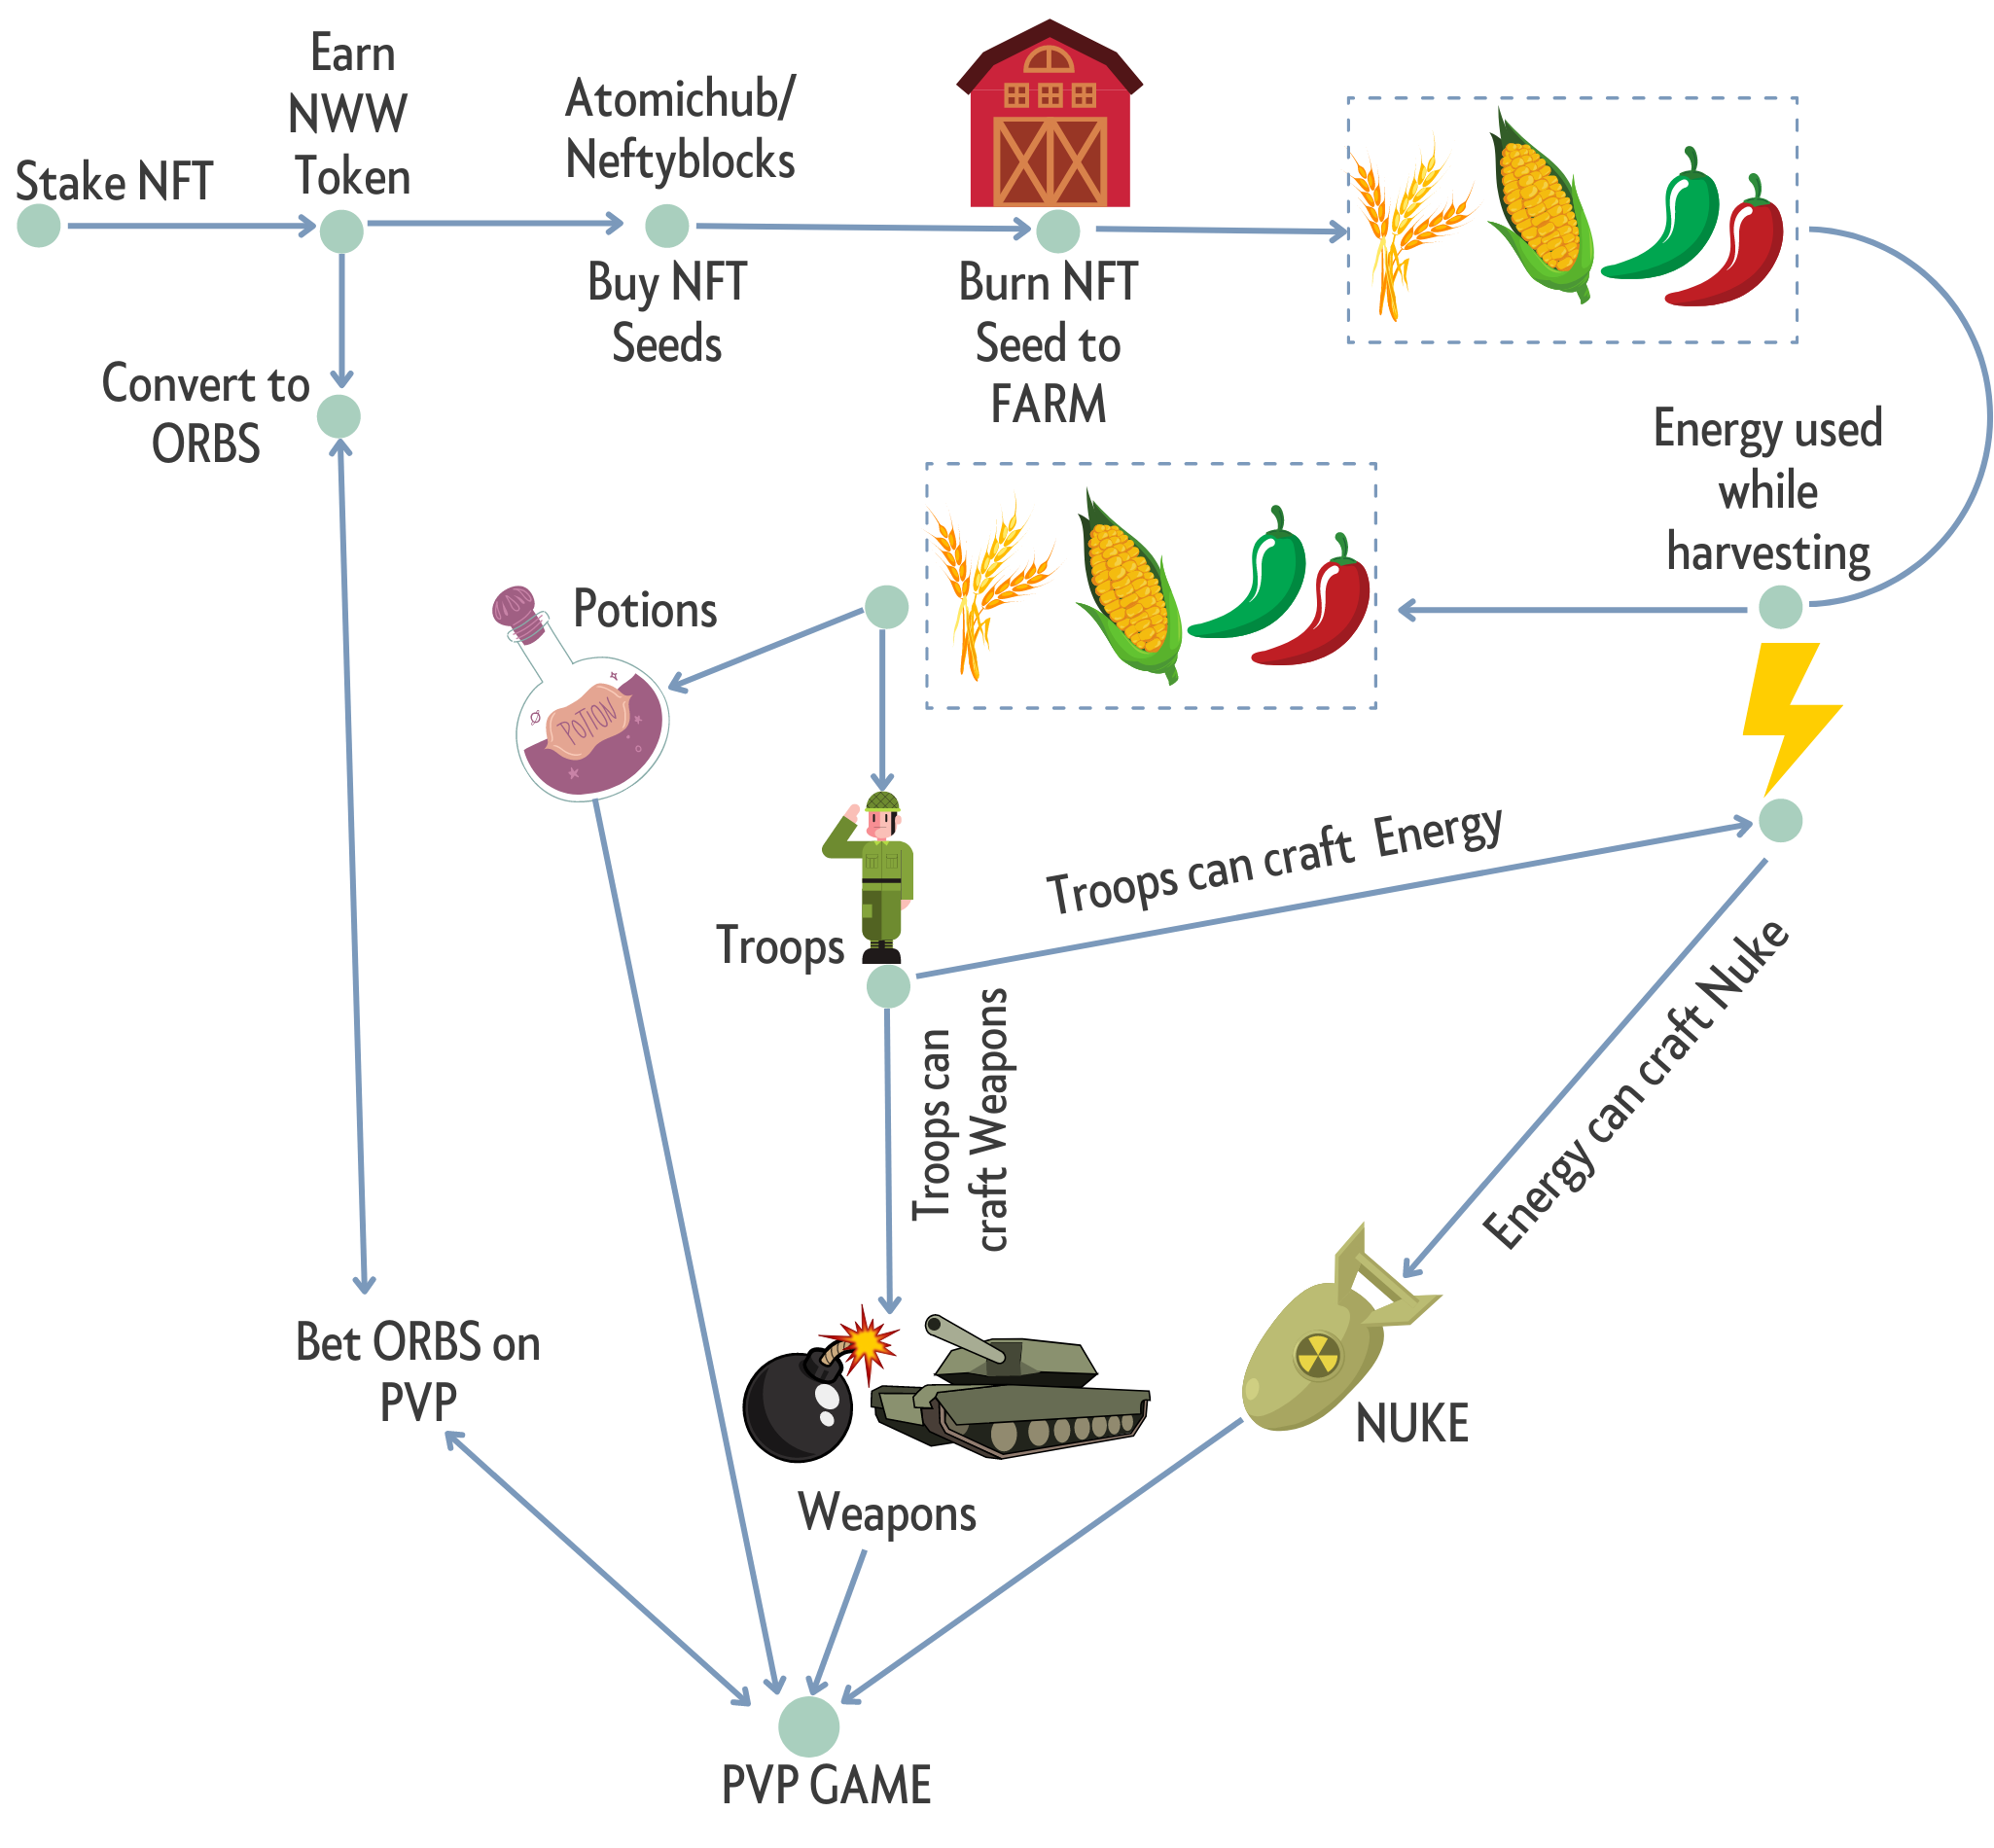 Earn
NWW
Token
Stake NFT
Atomichub/
Neftyblocks
Buy NFT
Seeds
Burn NFT
Seed to
FARM
Convert to
ORBS
Energy used
while
harvesting
Potions
POTION
Troops
Troops can craft Energy
Troops can
craft Weapons
Energy can craft Nuke
Bet ORBS on
PVP
NUKE
Weapons
PVP GAME